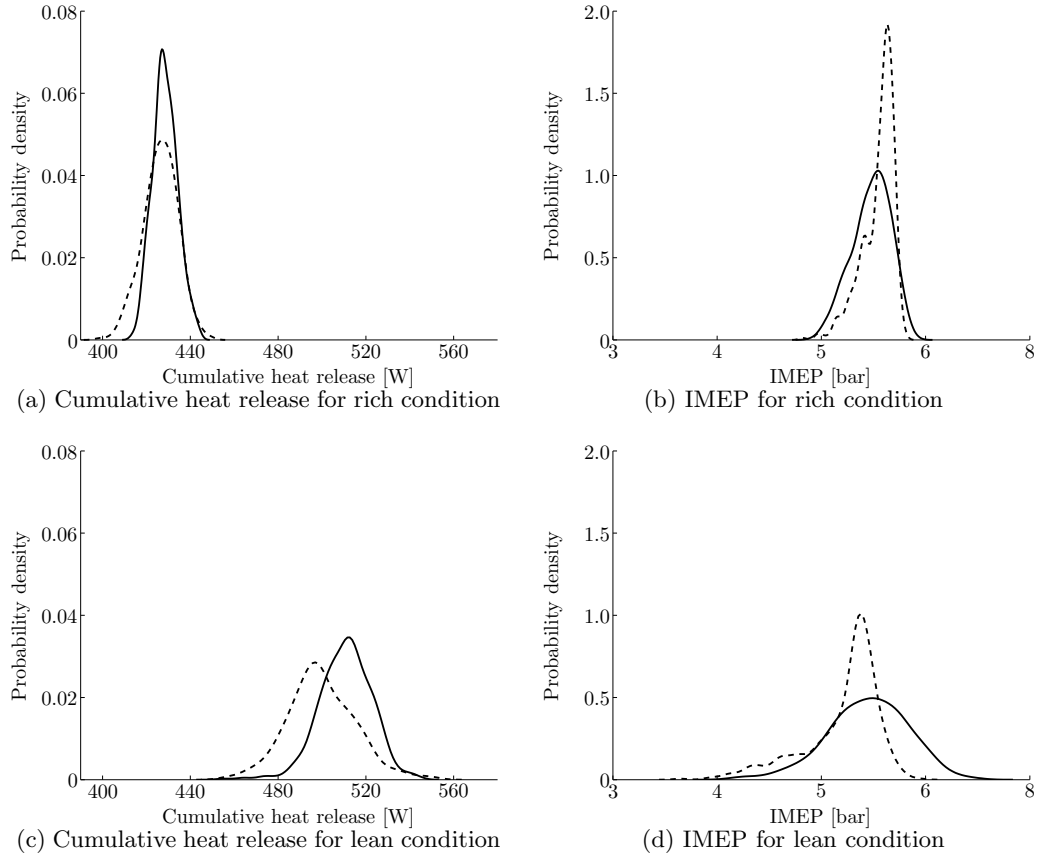 0.08
0.06
0.04
0.02
0
Probability density
400 440 480 520 560
Cumulative heat release [W]
(a) Cumulative heat release for rich condition
2.0
1.5
1.0
0.5
0
Probability density
3 4 5 6 8
IMEP [bar]
(b) IMEP for rich condition
0.08
0.06
0.04
0.02
0
Probability density
400 440 480 520 560
Cumulative heat release [W]
(c) Cumulative heat release for lean condition
2.0
1.5
1.0
0.5
0
Probability density
3 4 5 6 8
IMEP [bar]
(d) IMEP for lean condition